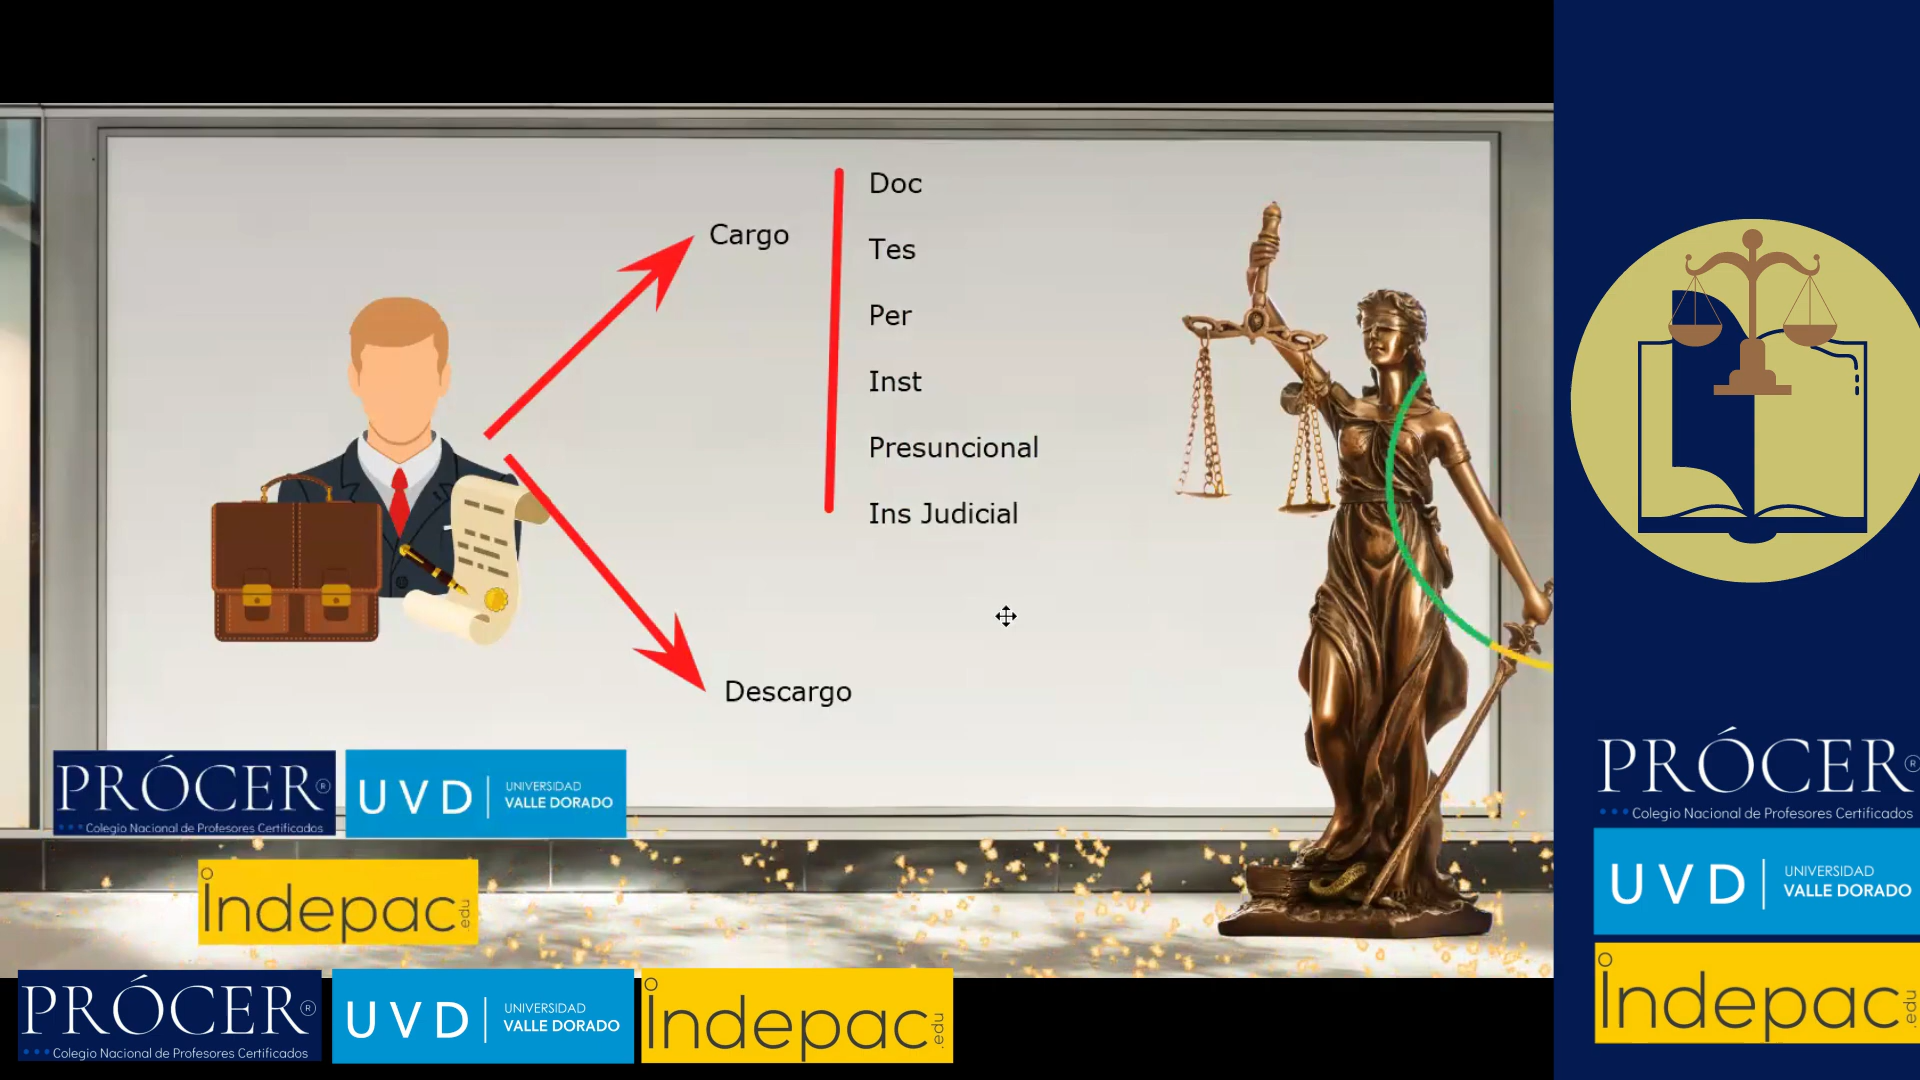 Doc
Cargo
Tes
Per
Inst
Presuncional
Ins Judicial
Descargo
PRÓCER®
Colegio Nacional de Profesores Certificados
UVD
UNIVERSIDAD
VALLE DORADO
Indepac
.edu
PRÓCER®
Colegio Nacional de Profesores Certificados
UVD
UNIVERSIDAD
VALLE DORADO
Indepac
.edu
PRÓCER®
Colegio Nacional de Profesores Certificados
UVD
UNIVERSIDAD
VALLE DORADO
Indepac
.edu